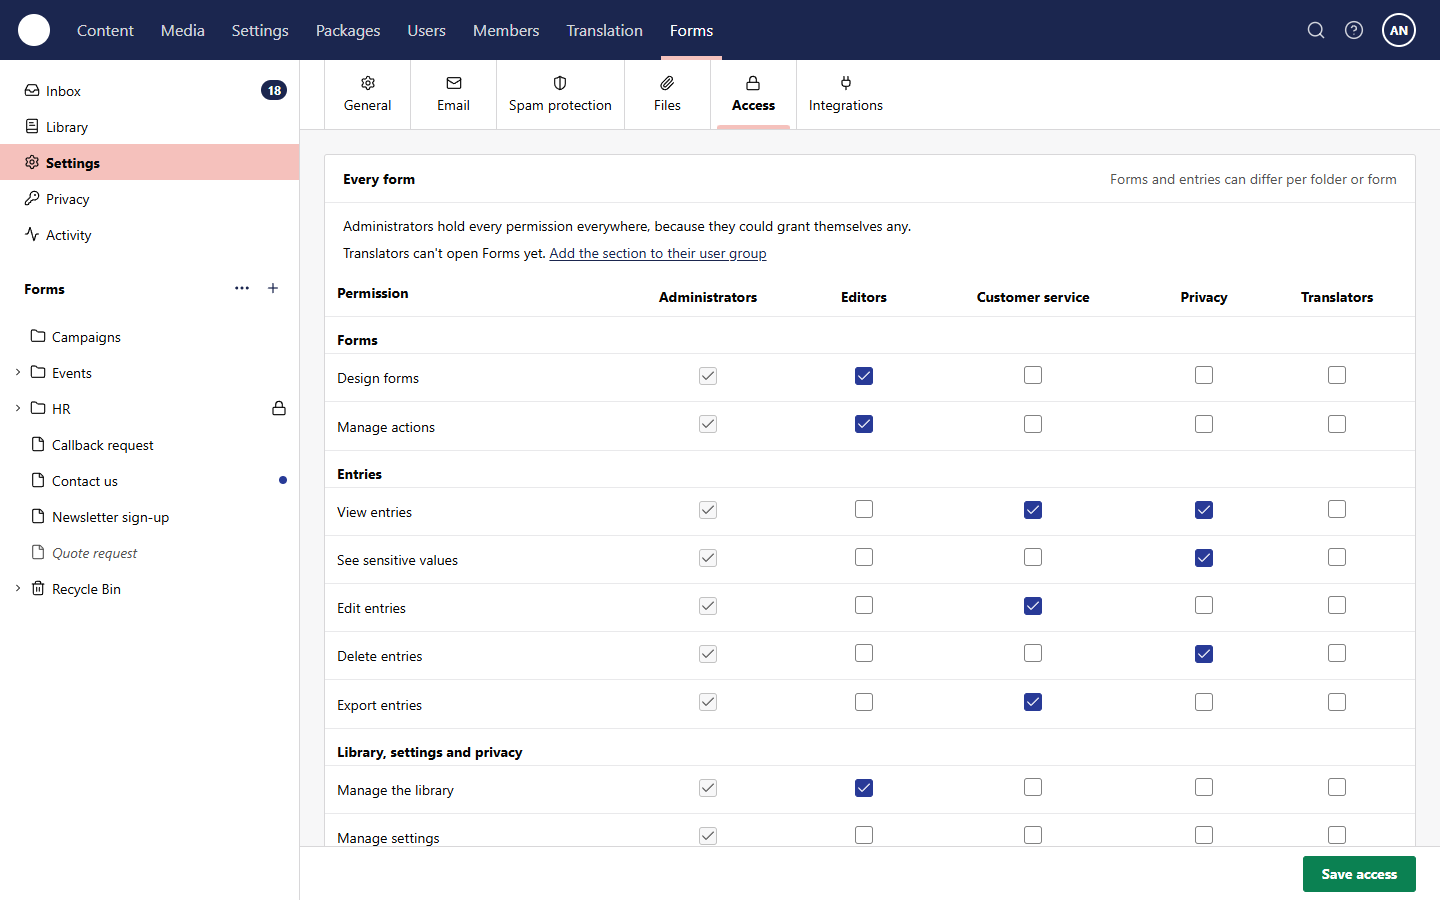 Content Media Settings Packages Users Members Translation Forms AN
Inbox 18
Library
Settings
Privacy
Activity
Forms
Campaigns
Events
HR
Callback request
Contact us
Newsletter sign-up
Quote request
Recycle Bin
General Email Spam protection Files Access Integrations
Every form Forms and entries can differ per folder or form
Administrators hold every permission everywhere, because they could grant themselves any.
Translators can't open Forms yet. Add the section to their user group
Permission Administrators Editors Customer service Privacy Translators
Forms
Design forms
Manage actions
Entries
View entries
See sensitive values
Edit entries
Delete entries
Export entries
Library, settings and privacy
Manage the library
Manage settings
Save access